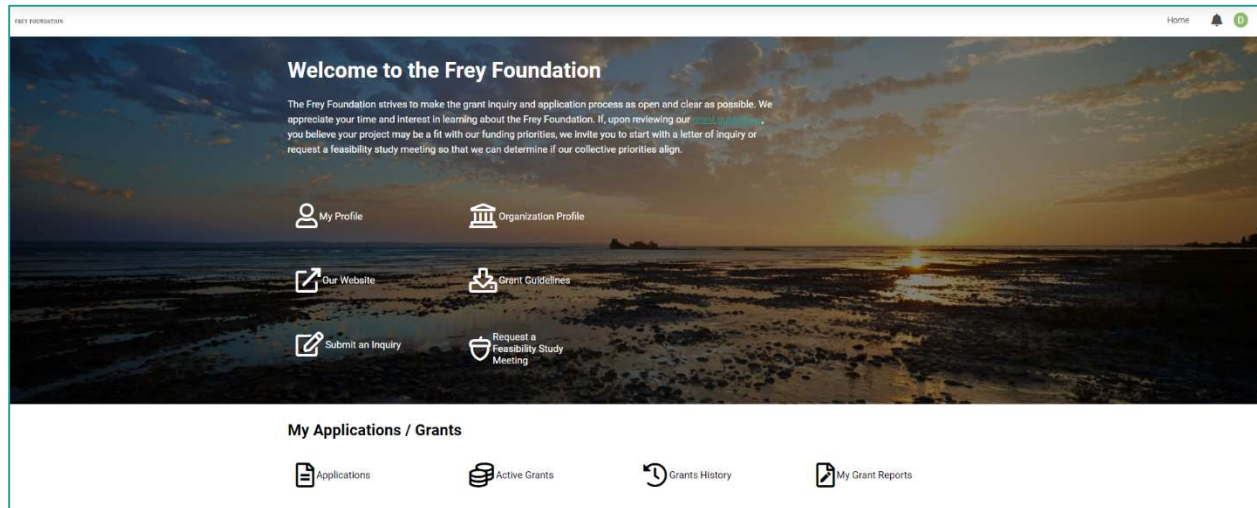 FREY FOUNDATION
Home
D
Welcome to the Frey Foundation
The Frey Foundation strives to make the grant inquiry and application process as open and clear as possible. We
appreciate your time and interest in learning about the Frey Foundation. If, upon reviewing our grant guidelines,
you believe your project may be a fit with our funding priorities, we invite you to start with a letter of inquiry or
request a feasibility study meeting so that we can determine if our collective priorities align.
My Profile
Organization Profile
Our Website
Grant Guidelines
Submit an Inquiry
Request a
Feasibility Study
Meeting
My Applications / Grants
Applications
Active Grants
Grants History
My Grant Reports